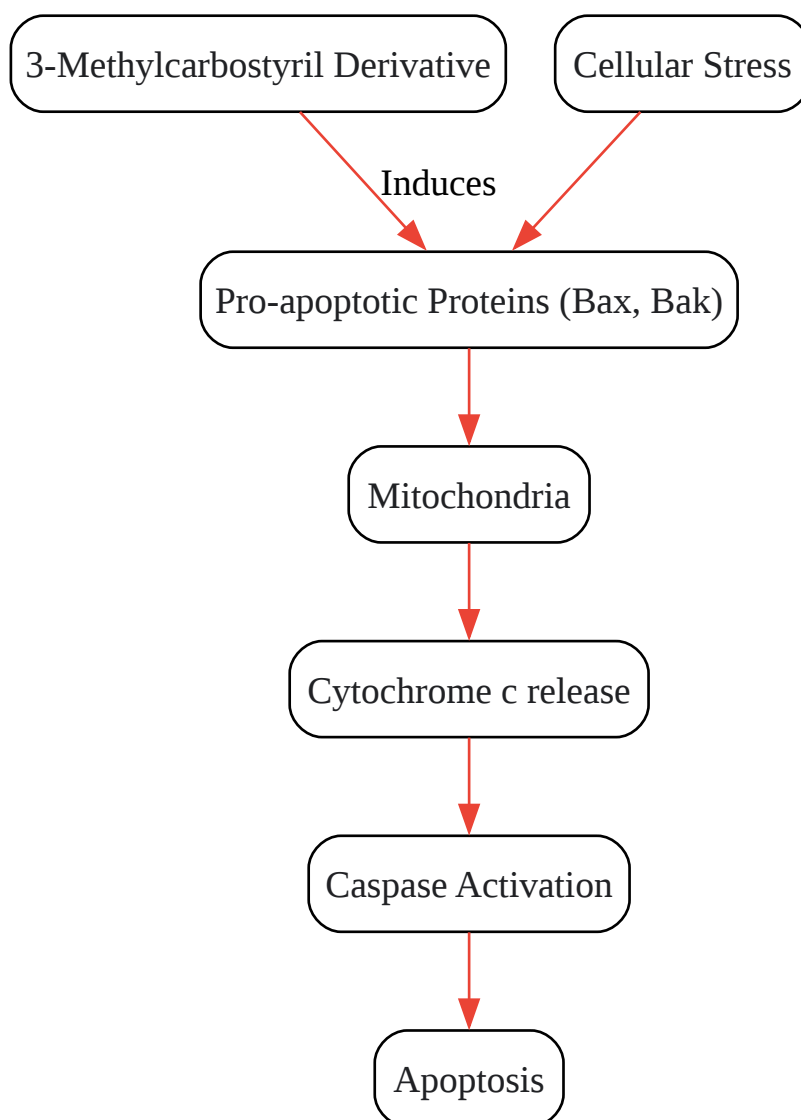 3-Methylcarbostyril Derivative
Cellular Stress
Induces
Pro-apoptotic Proteins (Bax, Bak)
Mitochondria
Cytochrome c release
Caspase Activation
Apoptosis